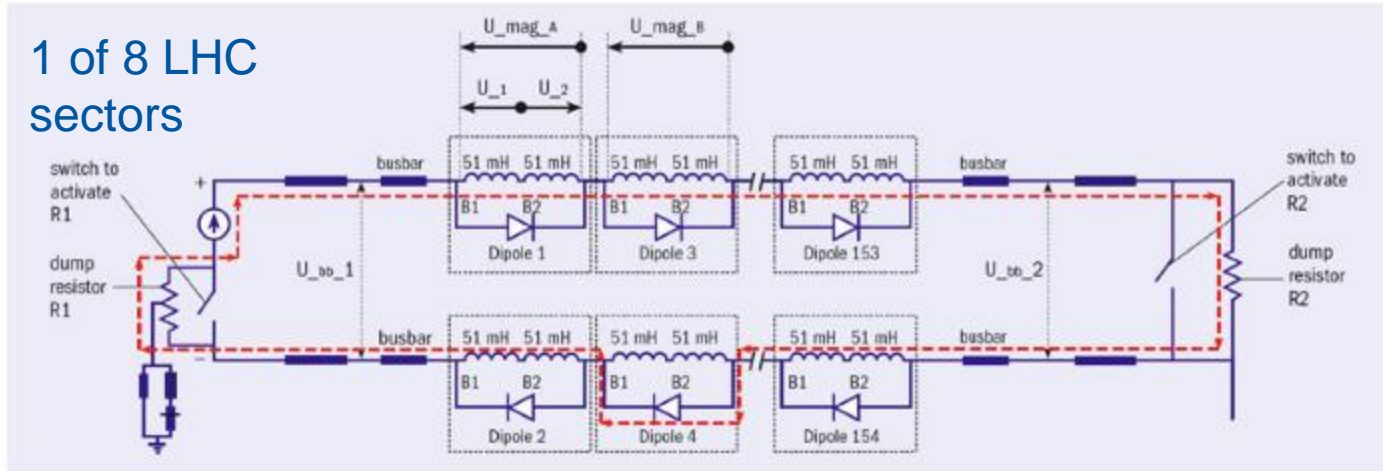 1 of 8 LHC
sectors
U_mag_A
U_mag_B
U_1
U_2
switch to
activate
R1
busbar
51 mH 51 mH
51 mH 51 mH
51 mH 51 mH
busbar
switch to
activate
R2
+
B1 B2
B1 B2
B1 B2
Dipole 1
Dipole 3
Dipole 153
dump
resistor
R1
U_bb_1
U_bb_2
dump
resistor
R2
busbar
51 mH 51 mH
51 mH 51 mH
51 mH 51 mH
busbar
–
B1 B2
B1 B2
B1 B2
Dipole 2
Dipole 4
Dipole 154